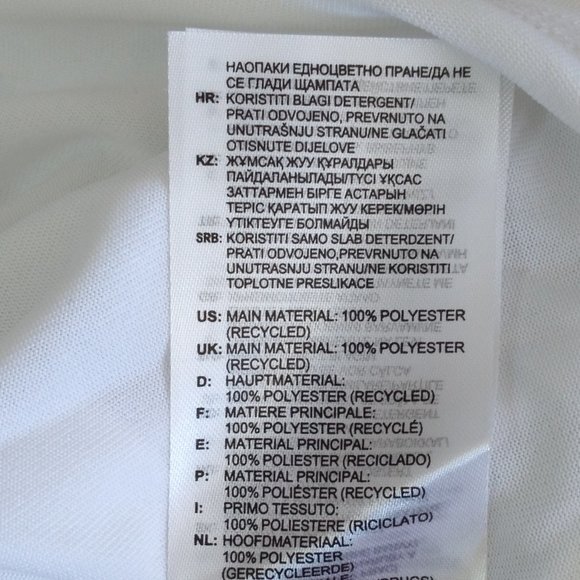 НАОПАКИ ЕДНОЦВЕТНО ПРАНЕ/ДА НЕ
СЕ ГЛАДИ ЩАМПАТА
HR: KORISTITI BLAGI DETERGENT/
PRATI ODVOJENO, PREVRNUTO NA
UNUTRAŠNJU STRANU/NE GLAČATI
OTISNUTE DIJELOVE
KZ: ЖҰМСАҚ ЖУУ ҚҰРАЛДАРЫ
ПАЙДАЛАНЫЛАДЫ/ТҮСІ ҰҚСАС
ЗАТТАРМЕН БІРГЕ АСТАРЫН
ТЕРІС ҚАРАТЫП ЖУУ КЕРЕК/МӨРІН
ҮТІКТЕУГЕ БОЛМАЙДЫ
SRB: KORISTITI SAMO SLAB DETERDZENT/
PRATI ODVOJENO,PREVRNUTO NA
UNUTRASNJU STRANU/NE KORISTITI
TOPLOTNE PRESLIKACE
US: MAIN MATERIAL: 100% POLYESTER
(RECYCLED)
UK: MAIN MATERIAL: 100% POLYESTER
(RECYCLED)
D: HAUPTMATERIAL:
100% POLYESTER (RECYCLED)
F: MATIERE PRINCIPALE:
100% POLYESTER (RECYCLÉ)
E: MATERIAL PRINCIPAL:
100% POLIESTER (RECICLADO)
P: MATERIAL PRINCIPAL:
100% POLIÉSTER (RECYCLED)
I: PRIMO TESSUTO:
100% POLIESTERE (RICICLATO)
NL: HOOFDMATERIAAL:
100% POLYESTER
(GERECYCLEERDE)